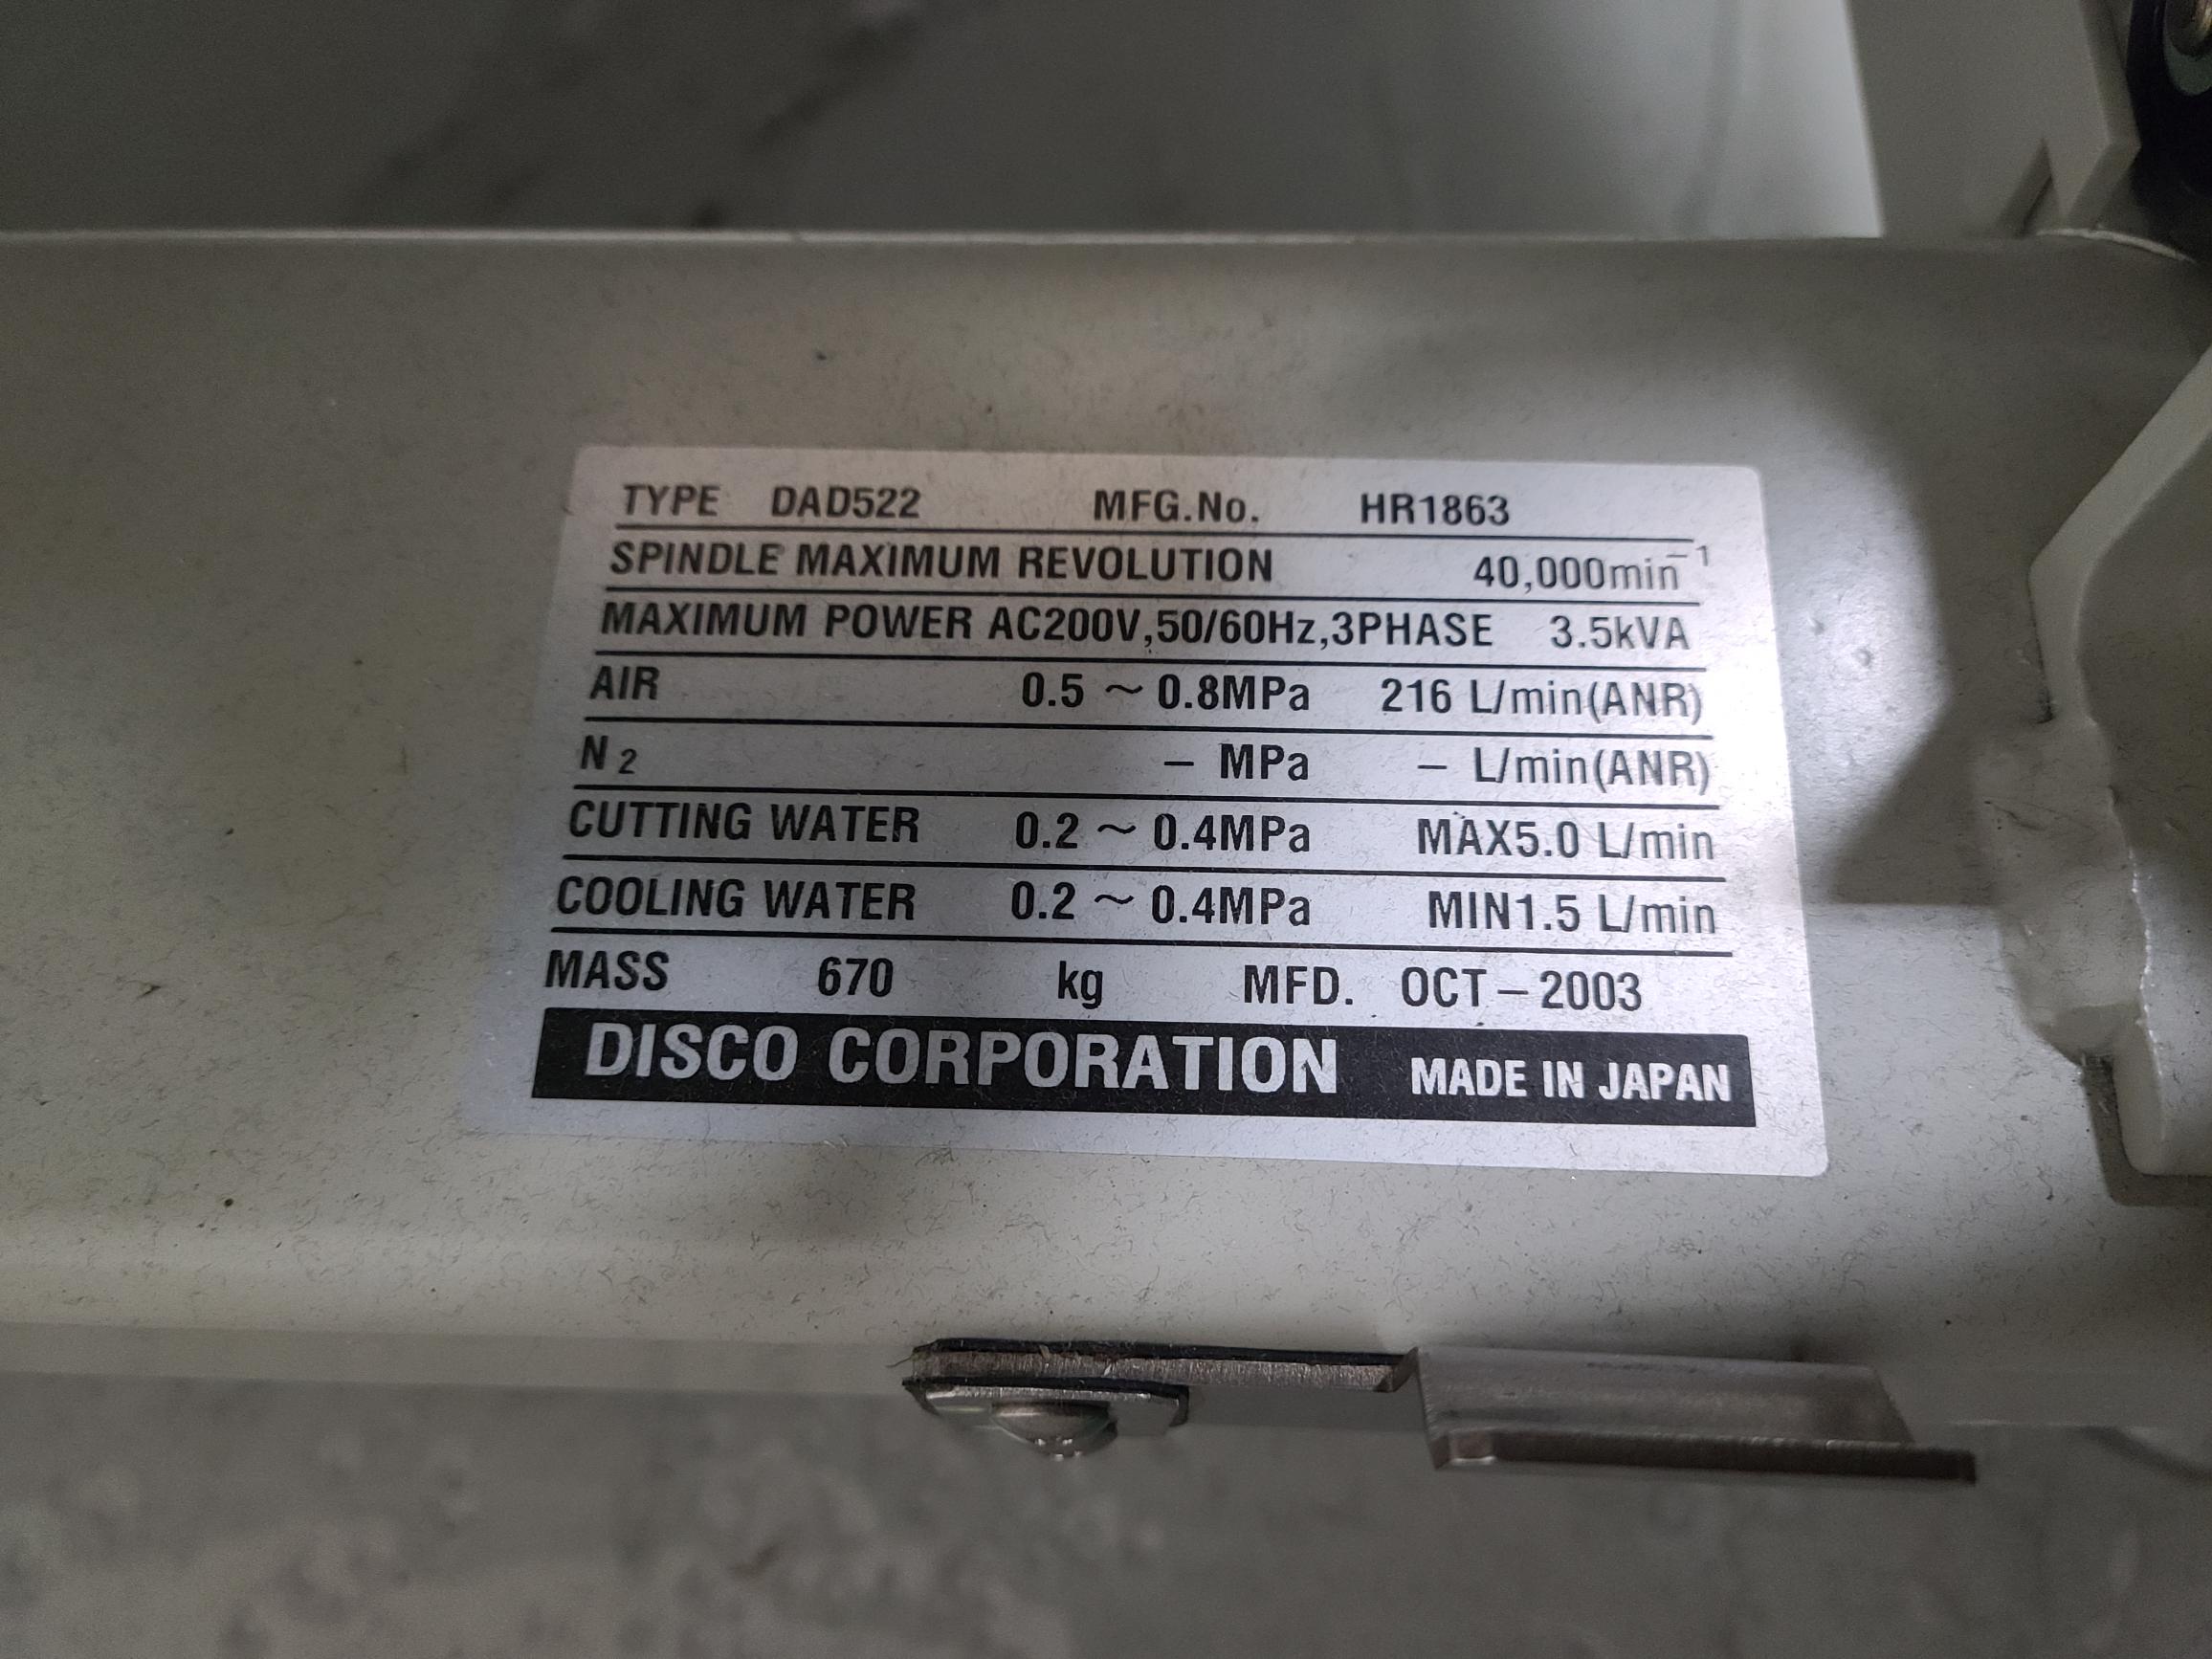 TYPE DAD522 MFG.No. HR1863
SPINDLE MAXIMUM REVOLUTION 40,000min⁻¹
MAXIMUM POWER AC200V,50/60Hz,3PHASE 3.5kVA
AIR 0.5 ~ 0.8MPa 216 L/min(ANR)
N₂ – MPa – L/min(ANR)
CUTTING WATER 0.2 ~ 0.4MPa MAX5.0 L/min
COOLING WATER 0.2 ~ 0.4MPa MIN1.5 L/min
MASS 670 kg MFD. OCT – 2003
DISCO CORPORATION MADE IN JAPAN